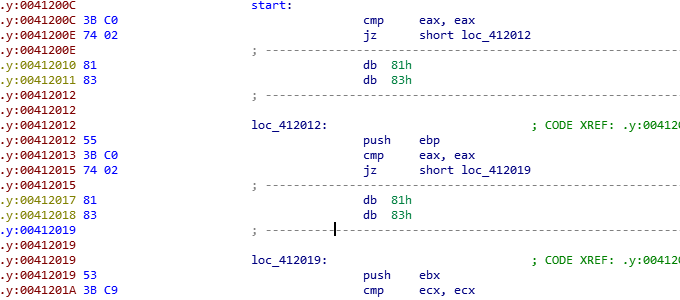 .y:0041200C start:
.y:0041200C 3B C0 cmp eax, eax
.y:0041200E 74 02 jz short loc_412012
.y:0041200E ; ----------------------------------------------------------
.y:00412010 81 db 81h
.y:00412011 83 db 83h
.y:00412012 ; ----------------------------------------------------------
.y:00412012
.y:00412012 loc_412012: ; CODE XREF: .y:00412
.y:00412012 55 push ebp
.y:00412013 3B C0 cmp eax, eax
.y:00412015 74 02 jz short loc_412019
.y:00412015 ; ----------------------------------------------------------
.y:00412017 81 db 81h
.y:00412018 83 db 83h
.y:00412019 ; ----------------------------------------------------------
.y:00412019
.y:00412019 loc_412019: ; CODE XREF: .y:00412
.y:00412019 53 push ebx
.y:0041201A 3B C9 cmp ecx, ecx